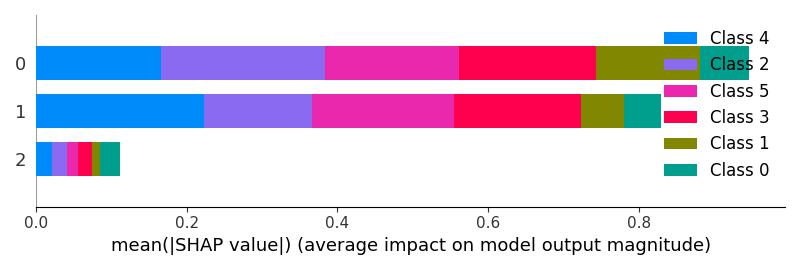 Class 4
0
Class 2
Class 5
1
Class 3
Class 1
2
Class 0
0.0 0.2 0.4 0.6 0.8
mean(|SHAP value|) (average impact on model output magnitude)